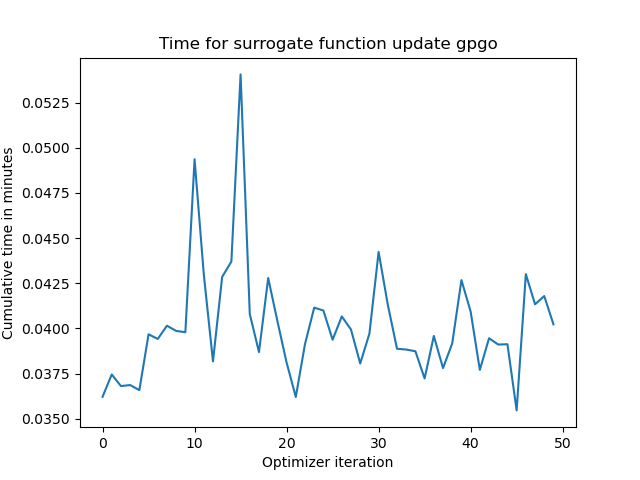 Time for surrogate function update gpgo
Cumulative time in minutes
0.0525
0.0500
0.0475
0.0450
0.0425
0.0400
0.0375
0.0350
0 10 20 30 40 50
Optimizer iteration